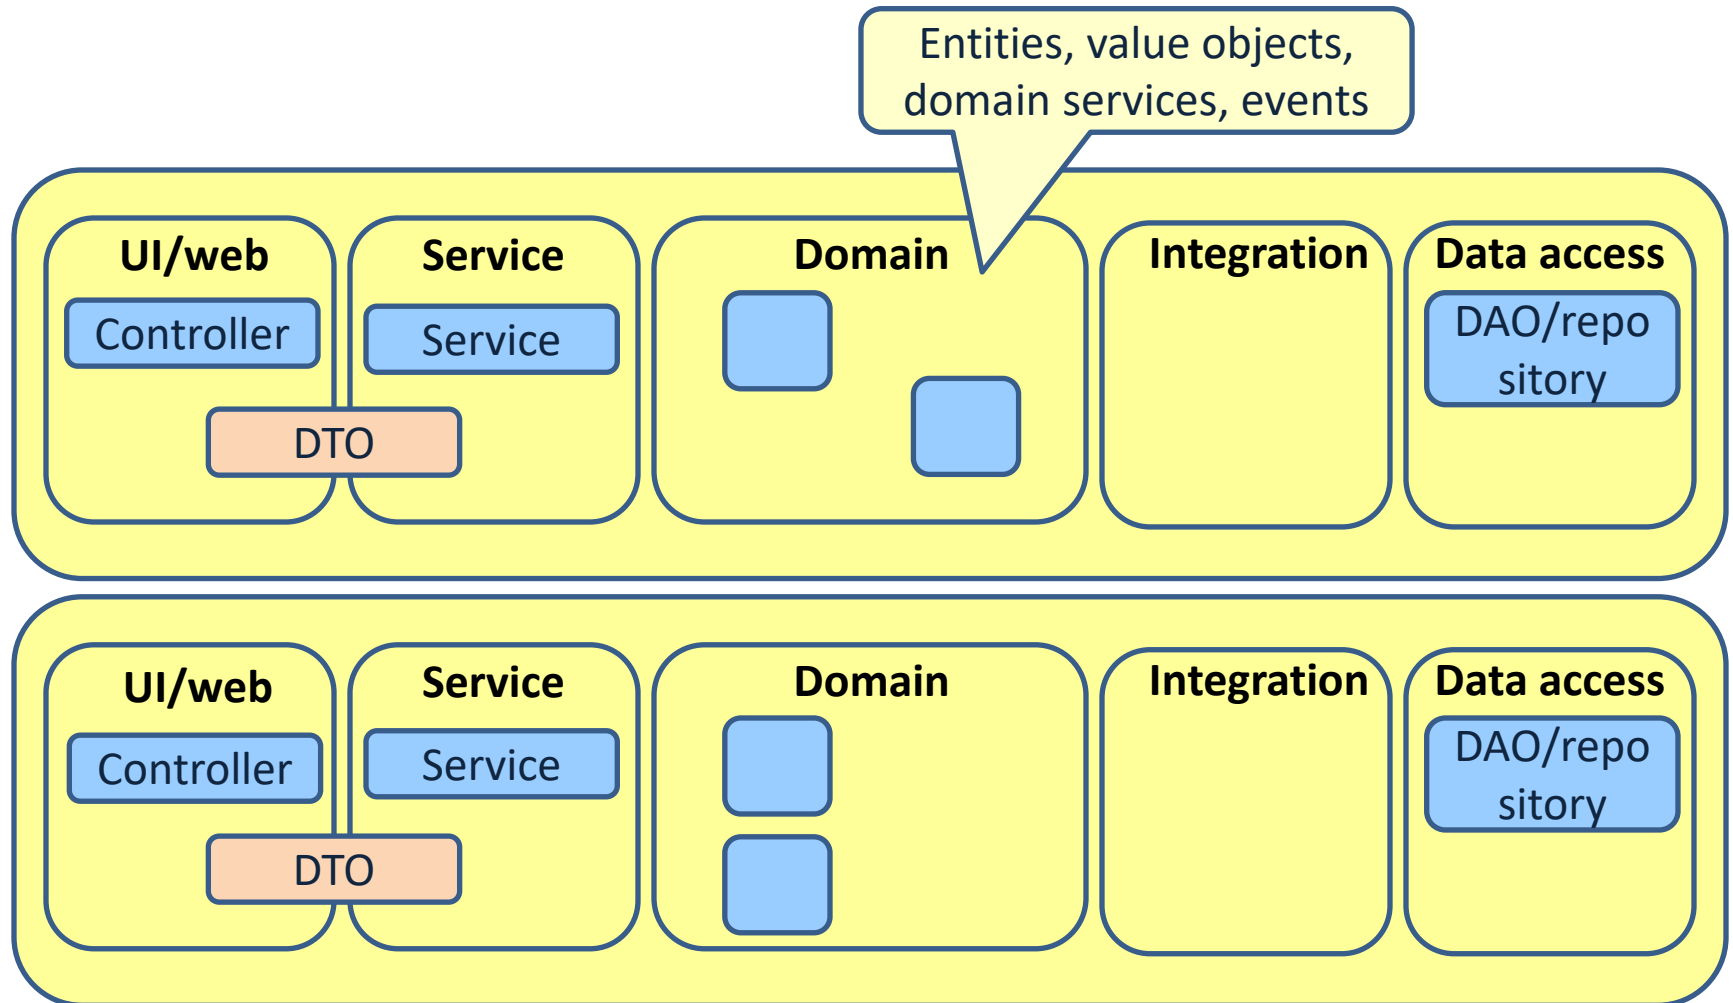 Entities, value objects,
domain services, events
UI/web
Service
Domain
Integration
Data access
Controller
Service
DAO/repo
sitory
DTO
UI/web
Service
Domain
Integration
Data access
Controller
Service
DAO/repo
sitory
DTO